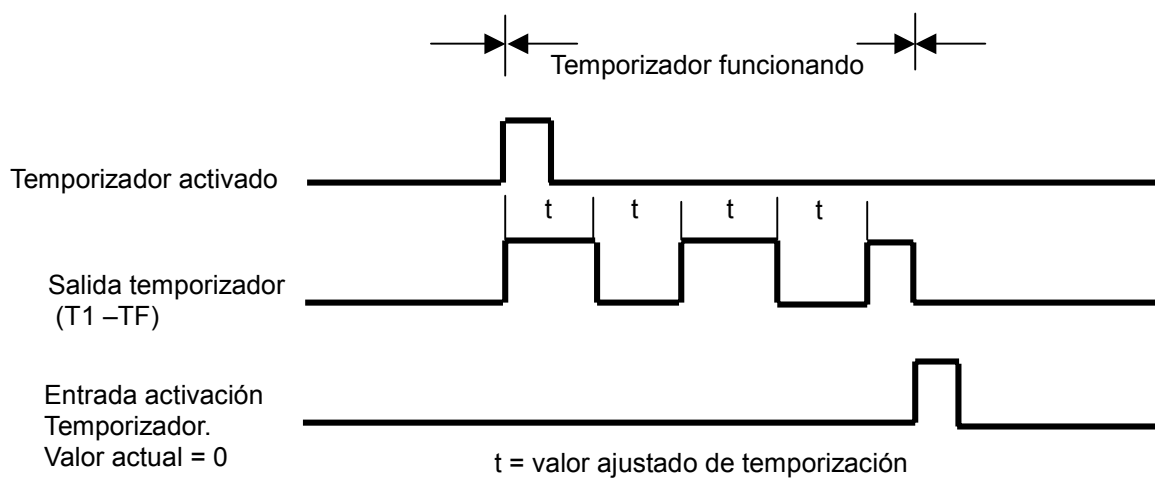 Temporizador funcionando
Temporizador activado
t t t t
Salida temporizador
(T1 –TF)
Entrada activación
Temporizador.
Valor actual = 0
t = valor ajustado de temporización